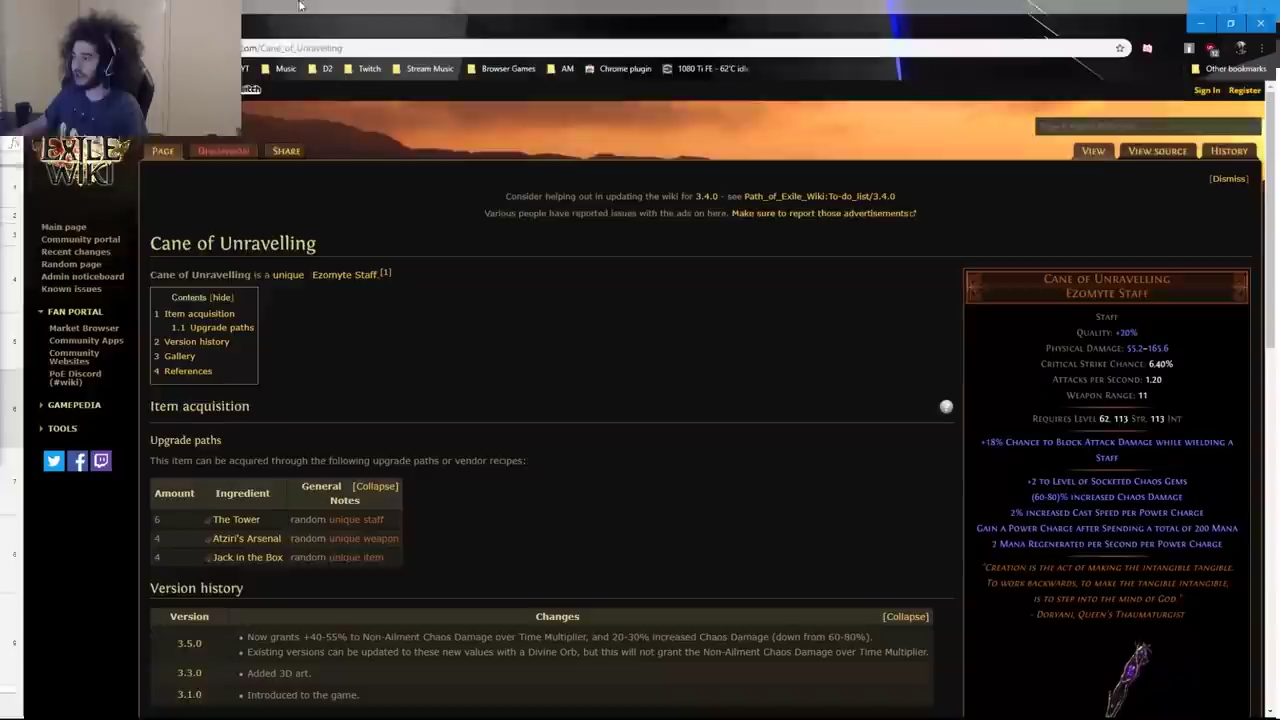 om/Cane_of_Unravelling
YT Music D2 Twitch Stream Music Browser Games AM Chrome plugin 1080 Ti FE - 62°C idl Other bookmarks
Sign In Register
EXILE
WIKI
PAGE DISCUSSION SHARE VIEW VIEW SOURCE HISTORY
[Dismiss]
Consider helping out in updating the wiki for 3.4.0 - see Path_of_Exile_Wiki:To-do_list/3.4.0
Various people have reported issues with the ads on here. Make sure to report those advertisements
Main page
Community portal
Recent changes
Random page
Admin noticeboard
Known issues
FAN PORTAL
Market Browser
Community Apps
Community
Websites
PoE Discord
(#wiki)
GAMEPEDIA
TOOLS
Cane of Unravelling
Cane of Unravelling is a unique Ezomyte Staff.[1]
Contents [hide]
1 Item acquisition
1.1 Upgrade paths
2 Version history
3 Gallery
4 References
Item acquisition
Upgrade paths
This item can be acquired through the following upgrade paths or vendor recipes:
Amount Ingredient General Notes [Collapse]
6 The Tower random unique staff
4 Atziri's Arsenal random unique weapon
4 Jack in the Box random unique item
Version history
Version Changes [Collapse]
3.5.0
• Now grants +40-55% to Non-Ailment Chaos Damage over Time Multiplier, and 20-30% increased Chaos Damage (down from 60-80%).
• Existing versions can be updated to these new values with a Divine Orb, but this will not grant the Non-Ailment Chaos Damage over Time Multiplier.
3.3.0 • Added 3D art.
3.1.0 • Introduced to the game.
CANE OF UNRAVELLING
EZOMYTE STAFF
STAFF
QUALITY: +20%
PHYSICAL DAMAGE: 55.2–165.6
CRITICAL STRIKE CHANCE: 6.40%
ATTACKS PER SECOND: 1.20
WEAPON RANGE: 11
REQUIRES LEVEL 62, 113 STR, 113 INT
+18% CHANCE TO BLOCK ATTACK DAMAGE WHILE WIELDING A
STAFF
+2 TO LEVEL OF SOCKETED CHAOS GEMS
(60-80)% INCREASED CHAOS DAMAGE
2% INCREASED CAST SPEED PER POWER CHARGE
GAIN A POWER CHARGE AFTER SPENDING A TOTAL OF 200 MANA
2 MANA REGENERATED PER SECOND PER POWER CHARGE
"CREATION IS THE ACT OF MAKING THE INTANGIBLE TANGIBLE.
TO WORK BACKWARDS, TO MAKE THE TANGIBLE INTANGIBLE,
IS TO STEP INTO THE MIND OF GOD."
- DORYANI, QUEEN'S THAUMATURGIST